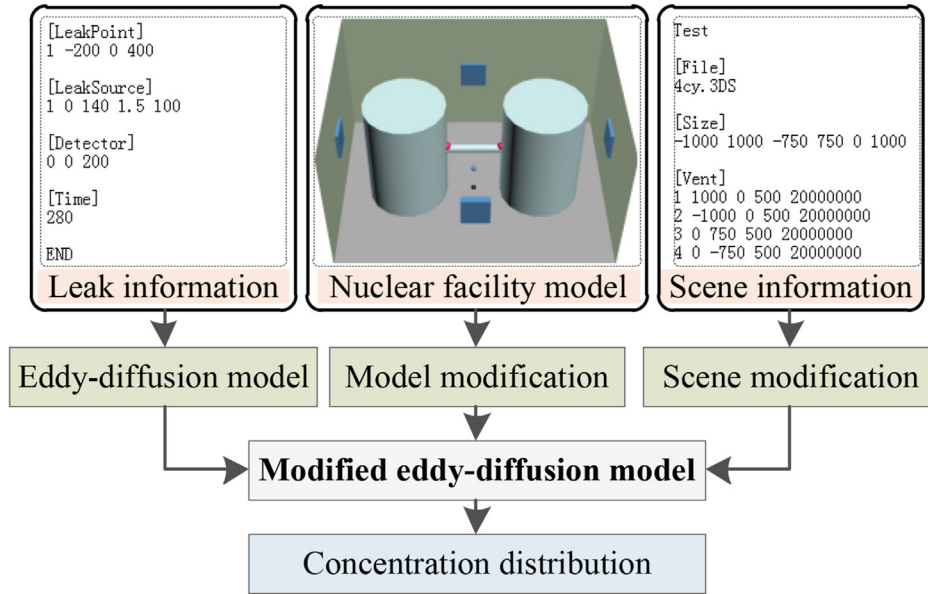 [LeakPoint]
1 -200 0 400
[LeakSource]
1 0 140 1.5 100
[Detector]
0 0 200
[Time]
280
END
Leak information
Nuclear facility model
Test
[File]
4cy.3DS
[Size]
-1000 1000 -750 750 0 1000
[Vent]
1 1000 0 500 20000000
2 -1000 0 500 20000000
3 0 750 500 20000000
4 0 -750 500 20000000
Scene information
Eddy-diffusion model
Model modification
Scene modification
Modified eddy-diffusion model
Concentration distribution